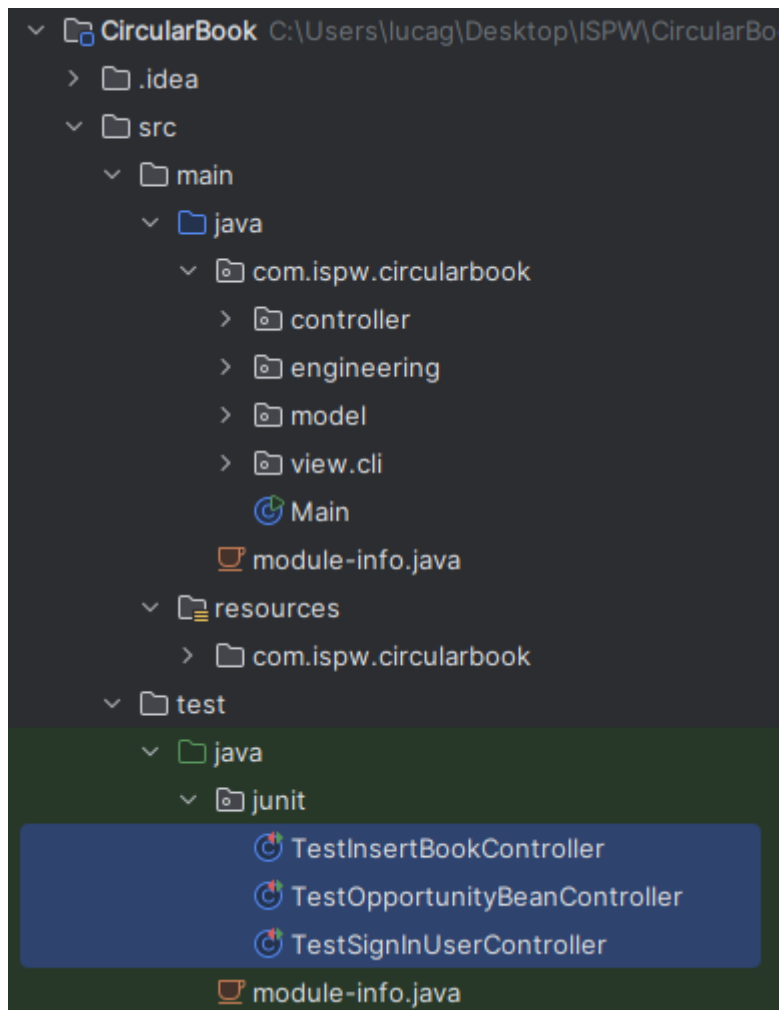 CircularBook C:\Users\lucag\Desktop\ISPW\CircularBo
.idea
src
main
java
com.ispw.circularbook
controller
engineering
model
view.cli
Main
module-info.java
resources
com.ispw.circularbook
test
java
junit
TestInsertBookController
TestOpportunityBeanController
TestSignInUserController
module-info.java